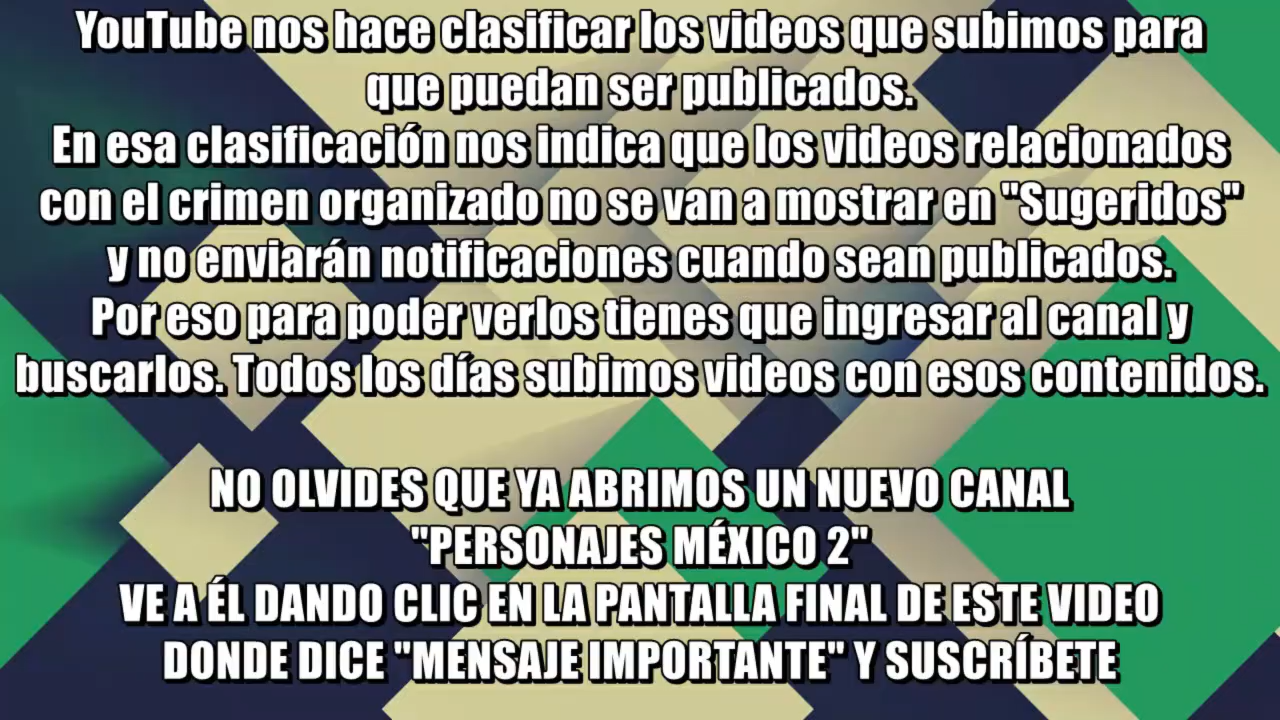 YouTube nos hace clasificar los videos que subimos para
que puedan ser publicados.
En esa clasificación nos indica que los videos relacionados
con el crimen organizado no se van a mostrar en "Sugeridos"
y no enviarán notificaciones cuando sean publicados.
Por eso para poder verlos tienes que ingresar al canal y
buscarlos. Todos los días subimos videos con esos contenidos.
NO OLVIDES QUE YA ABRIMOS UN NUEVO CANAL
"PERSONAJES MÉXICO 2"
VE A ÉL DANDO CLIC EN LA PANTALLA FINAL DE ESTE VIDEO
DONDE DICE "MENSAJE IMPORTANTE" Y SUSCRÍBETE